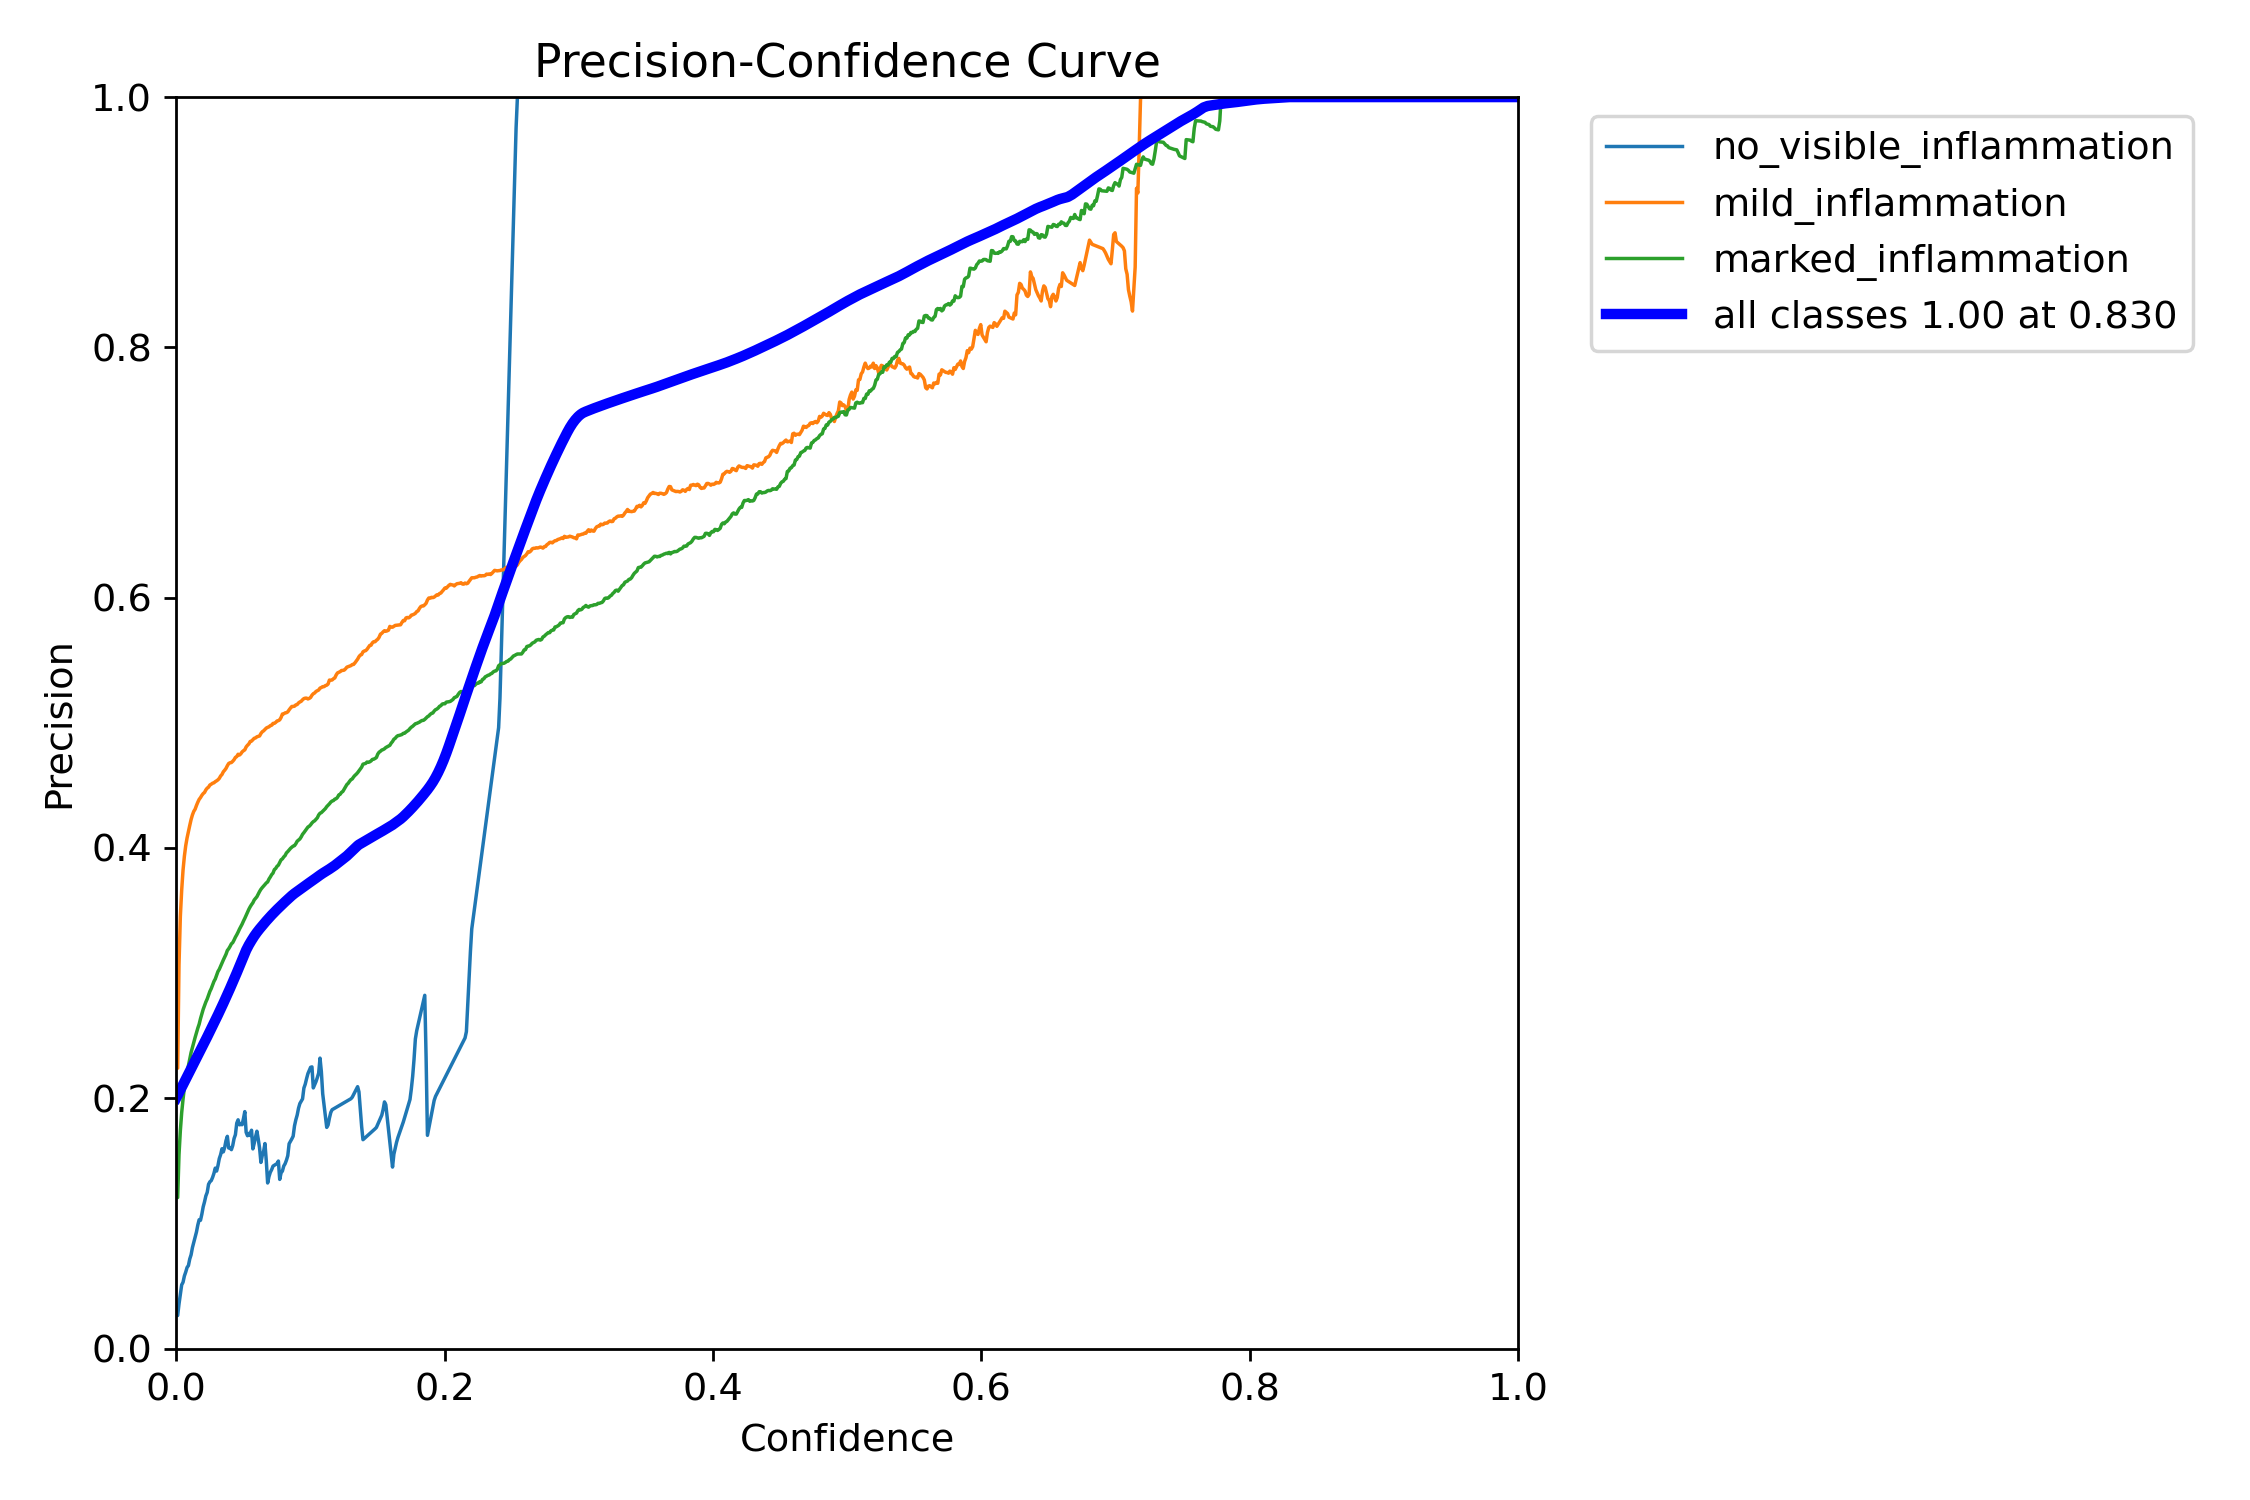 Precision-Confidence Curve
1.0
0.8
0.6
0.4
0.2
0.0
Precision
0.0 0.2 0.4 0.6 0.8 1.0
Confidence
no_visible_inflammation
mild_inflammation
marked_inflammation
all classes 1.00 at 0.830